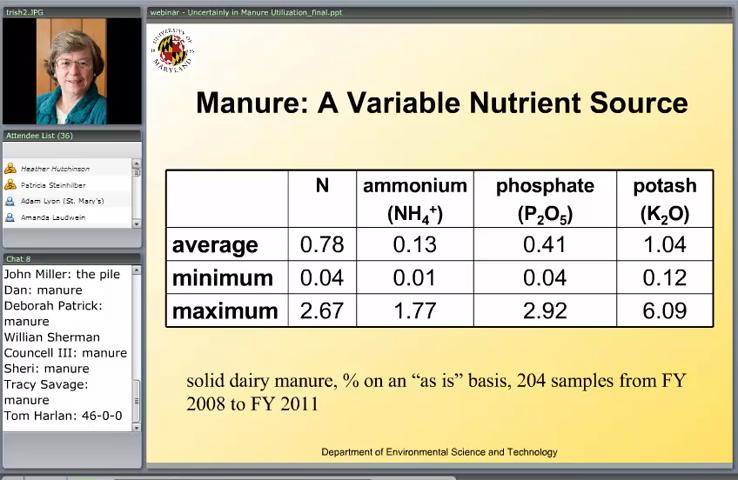 trish2.JPG
webinar - Uncertainly in Manure Utilization_final.ppt
Attendee List (36)
Heather Hutchinson
Patricia Steinhilber
Adam Lyon (St. Mary's)
Amanda Laudwein
Chat 8
John Miller: the pile
Dan: manure
Deborah Patrick:
manure
Willian Sherman
Councell III: manure
Sheri: manure
Tracy Savage:
manure
Tom Harlan: 46-0-0
UNIVERSITY OF
MARYLAND
Manure: A Variable Nutrient Source
N ammonium phosphate potash
(NH₄⁺) (P₂O₅) (K₂O)
average 0.78 0.13 0.41 1.04
minimum 0.04 0.01 0.04 0.12
maximum 2.67 1.77 2.92 6.09
solid dairy manure, % on an “as is” basis, 204 samples from FY
2008 to FY 2011
Department of Environmental Science and Technology